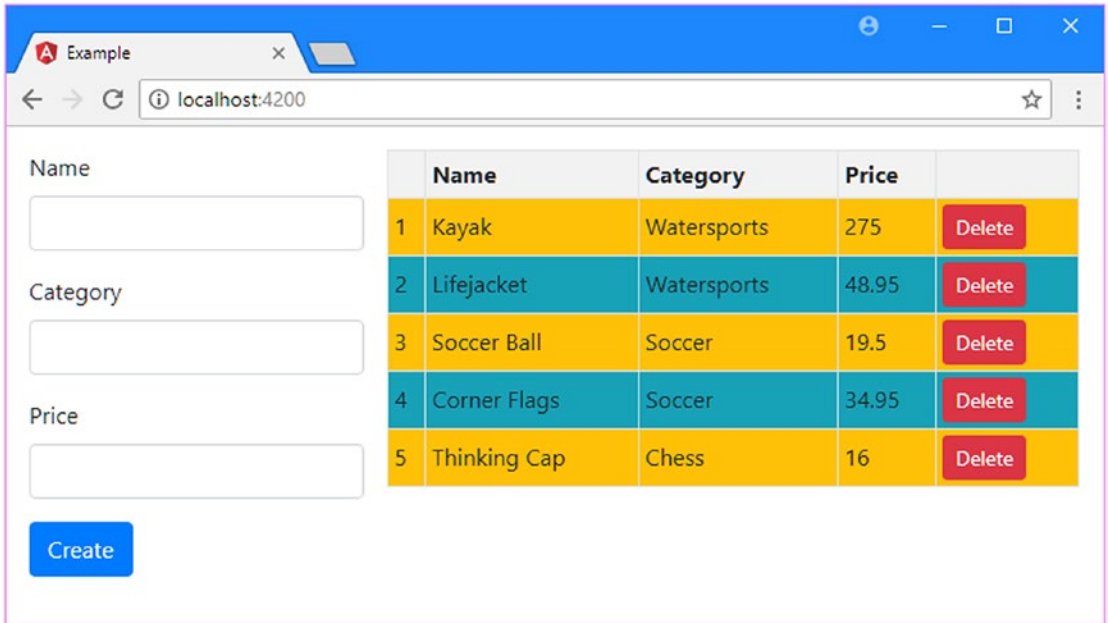 Example
localhost:4200
Name
Category
Price
Create
Name Category Price
1 Kayak Watersports 275 Delete
2 Lifejacket Watersports 48.95 Delete
3 Soccer Ball Soccer 19.5 Delete
4 Corner Flags Soccer 34.95 Delete
5 Thinking Cap Chess 16 Delete